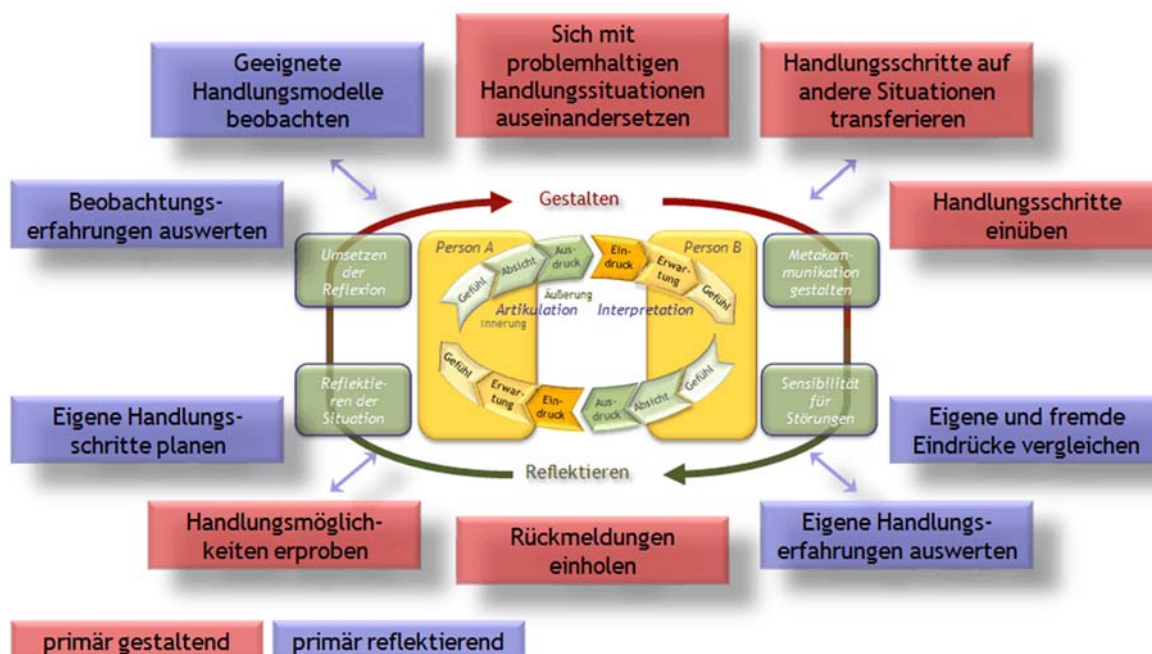 Geeignete
Handlungsmodelle
beobachten
Sich mit
problemhaltigen
Handlungssituationen
auseinandersetzen
Handlungsschritte auf
andere Situationen
transferieren
Beobachtungs-
erfahrungen auswerten
Gestalten
Handlungsschritte
einüben
Umsetzen
der
Reflexion
Person A
Gefühl
Absicht
Aus-
druck
Ein-
druck
Erwar-
tung
Gefühl
Person B
Metakom-
munikation
gestalten
Äußerung
Artikulation
Interpretation
Innerung
Reflektie-
ren der
Situation
Gefühl
Erwar-
tung
Ein-
druck
Aus-
druck
Absicht
Gefühl
Sensibilität
für
Störungen
Eigene Handlungs-
schritte planen
Eigene und fremde
Eindrücke vergleichen
Reflektieren
Handlungsmöglich-
keiten erproben
Rückmeldungen
einholen
Eigene Handlungs-
erfahrungen auswerten
primär gestaltend
primär reflektierend